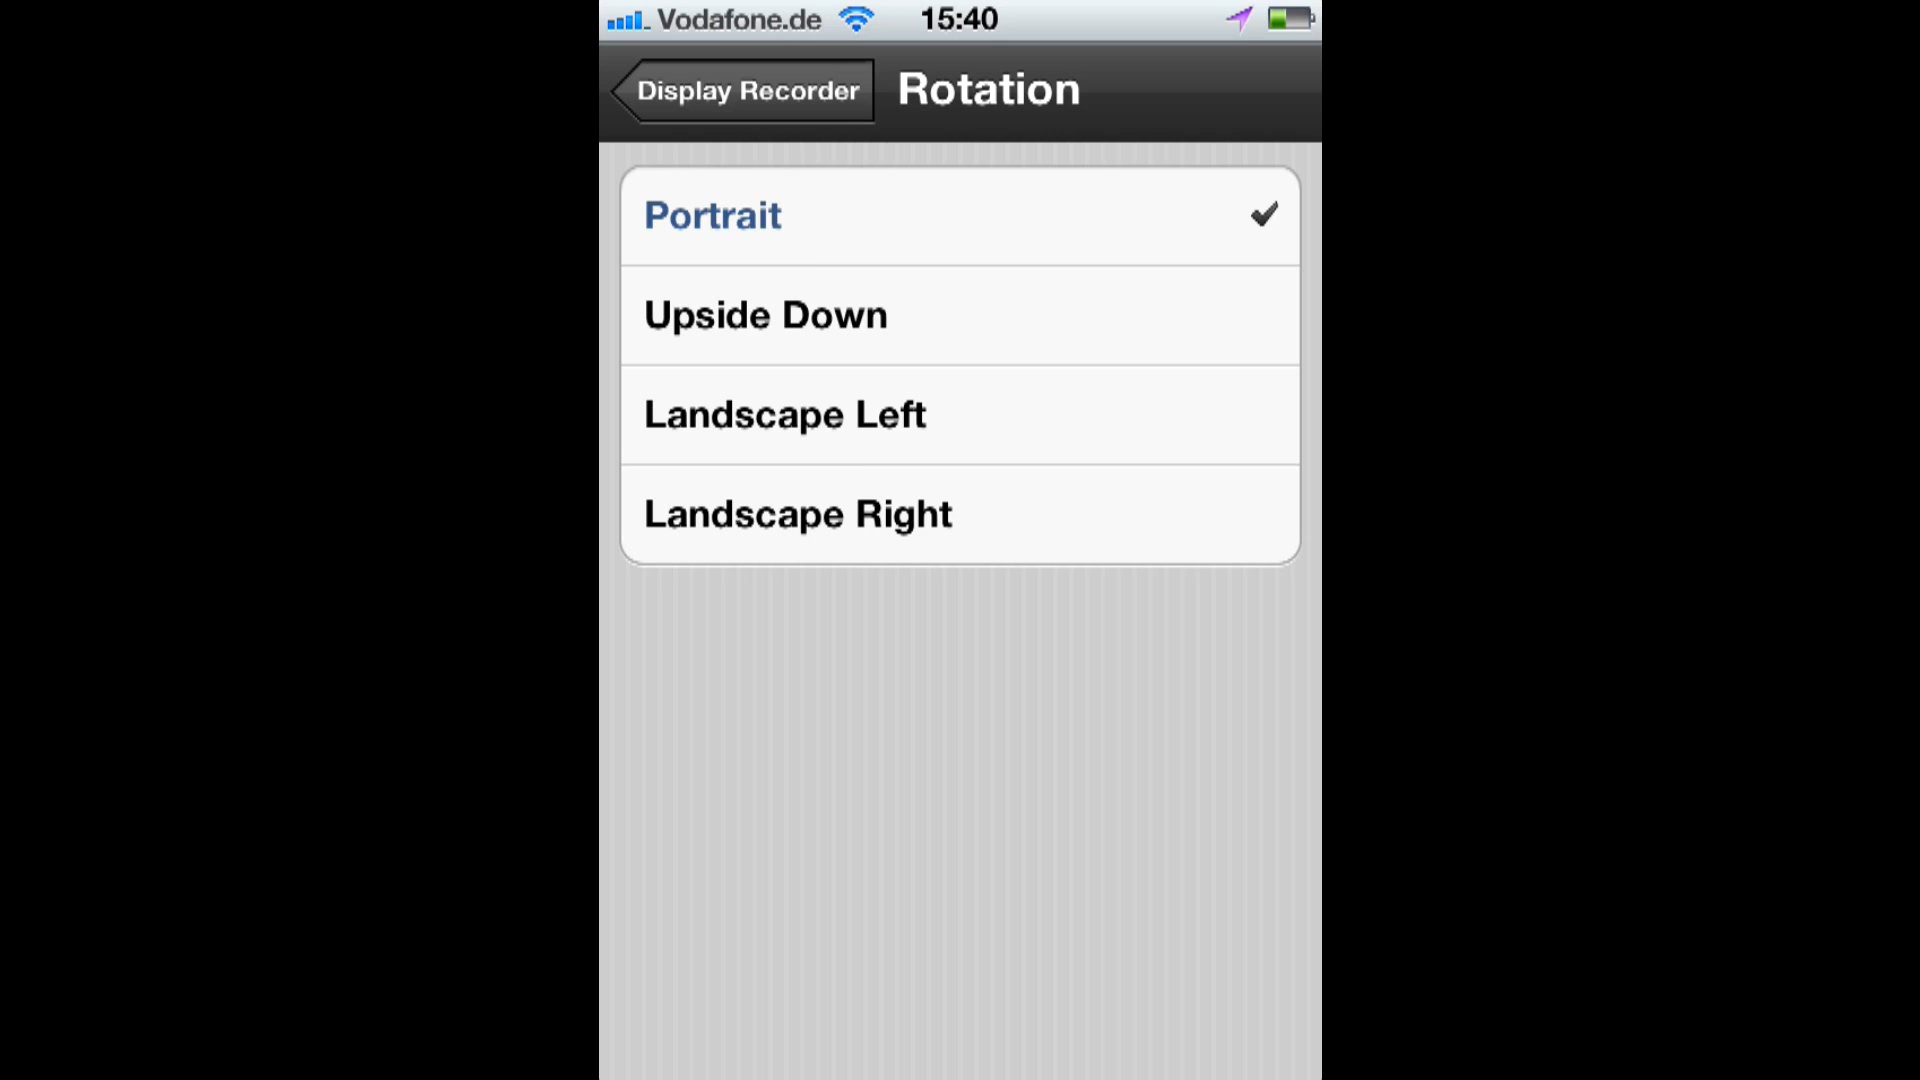 Vodafone.de 15:40
Display Recorder Rotation
Portrait
Upside Down
Landscape Left
Landscape Right